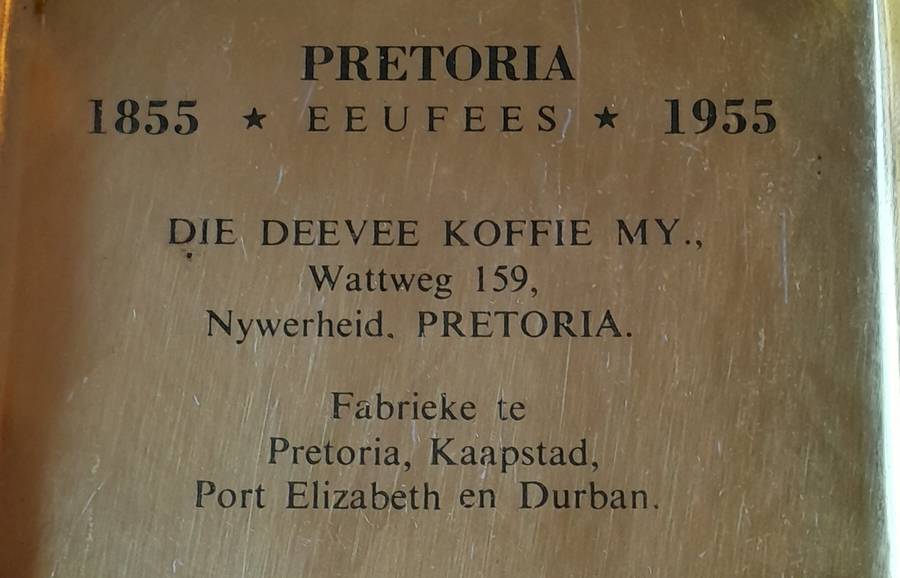 PRETORIA
1855 ★ EEUFEES ★ 1955
DIE DEEVEE KOFFIE MY.,
Wattweg 159,
Nywerheid. PRETORIA.
Fabrieke te
Pretoria, Kaapstad,
Port Elizabeth en Durban.